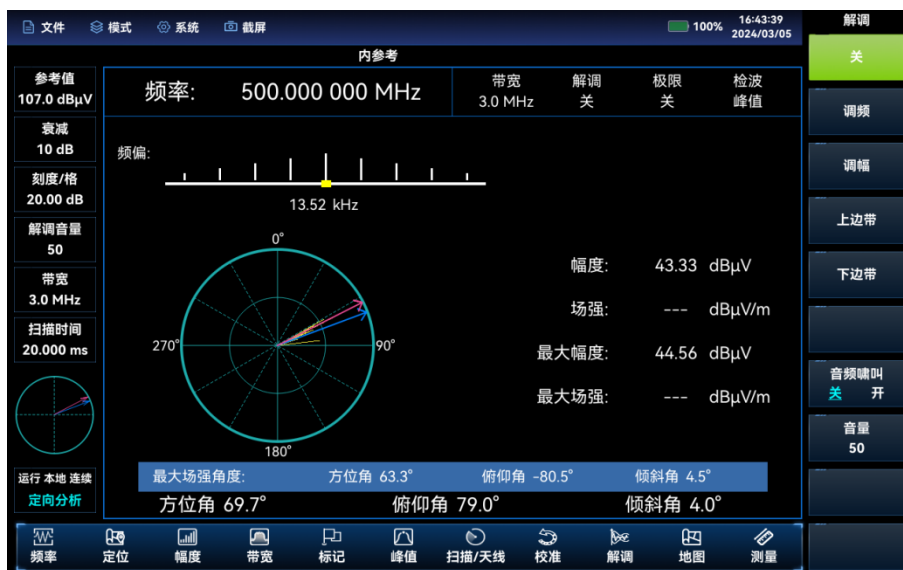 文件 模式 系统 截屏 100% 16:43:39 2024/03/05
内参考
参考值
107.0 dBμV
衰减
10 dB
刻度/格
20.00 dB
解调音量
50
带宽
3.0 MHz
扫描时间
20.000 ms
运行 本地 连续
定向分析
频率: 500.000 000 MHz
带宽 解调 极限 检波
3.0 MHz 关 关 峰值
频偏:
13.52 kHz
0°
270° 90°
180°
幅度: 43.33 dBμV
场强: --- dBμV/m
最大幅度: 44.56 dBμV
最大场强: --- dBμV/m
最大场强角度: 方位角 63.3° 俯仰角 -80.5° 倾斜角 4.5°
方位角 69.7° 俯仰角 79.0° 倾斜角 4.0°
解调
关
调频
调幅
上边带
下边带
音频啸叫
关 开
音量
50
频率 定位 幅度 带宽 标记 峰值 扫描/天线 校准 解调 地图 测量